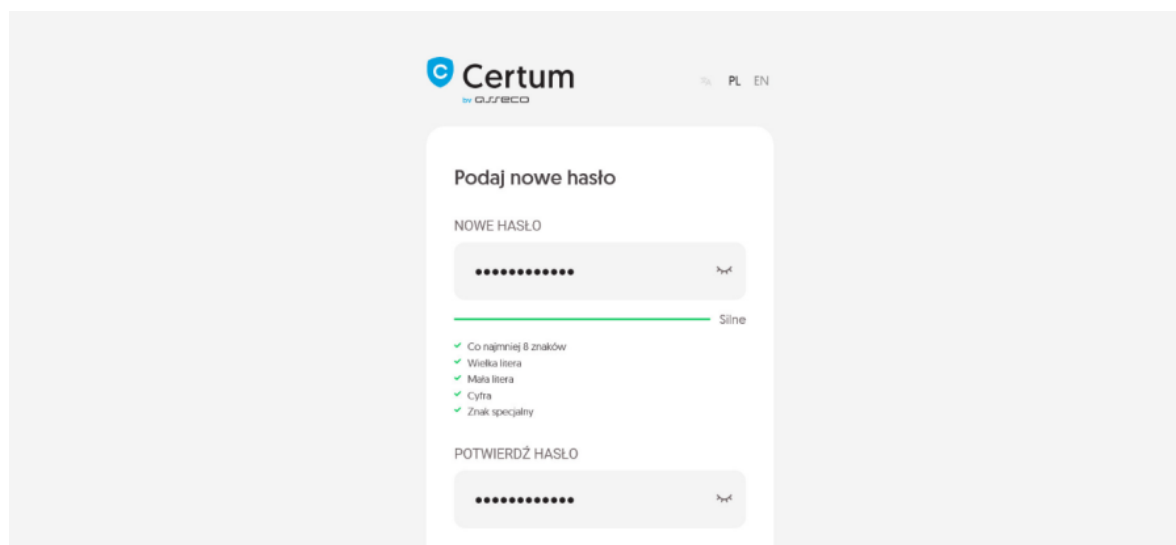 Certum
by asseco
PL EN
Podaj nowe hasło
NOWE HASŁO
••••••••••••
Silne
Co najmniej 8 znaków
Wielka litera
Mała litera
Cyfra
Znak specjalny
POTWIERDŹ HASŁO
••••••••••••